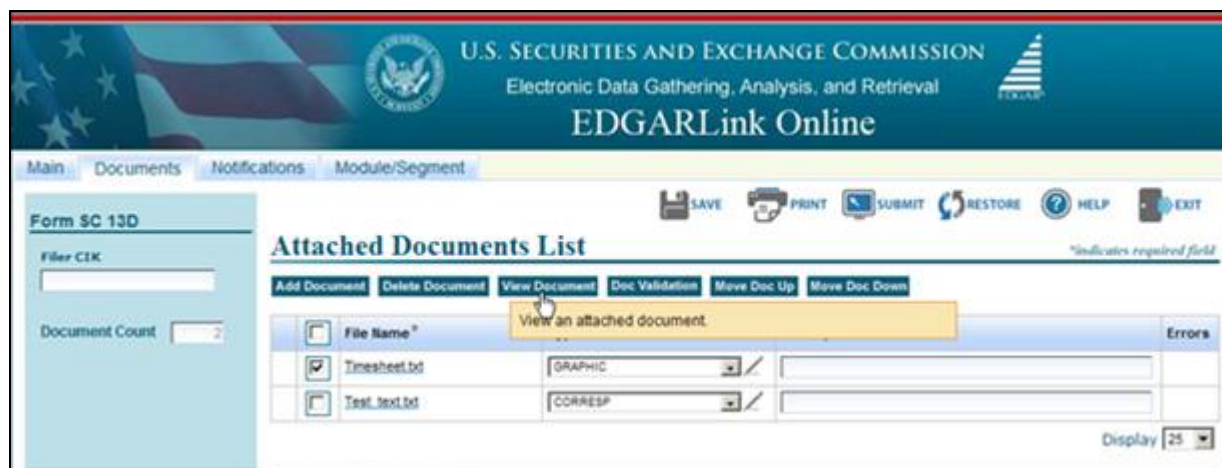 U.S. SECURITIES AND EXCHANGE COMMISSION
Electronic Data Gathering, Analysis, and Retrieval
EDGAR
EDGARLink Online
Main Documents Notifications Module/Segment
SAVE PRINT SUBMIT RESTORE HELP EXIT
Form SC 13D
Attached Documents List
*indicates required field
Filer CIK
Add Document Delete Document View Document Doc Validation Move Doc Up Move Doc Down
View an attached document.
Document Count 2
File Name* Errors
Timesheet.txt GRAPHIC
Test_text.txt CORRESP
Display 25